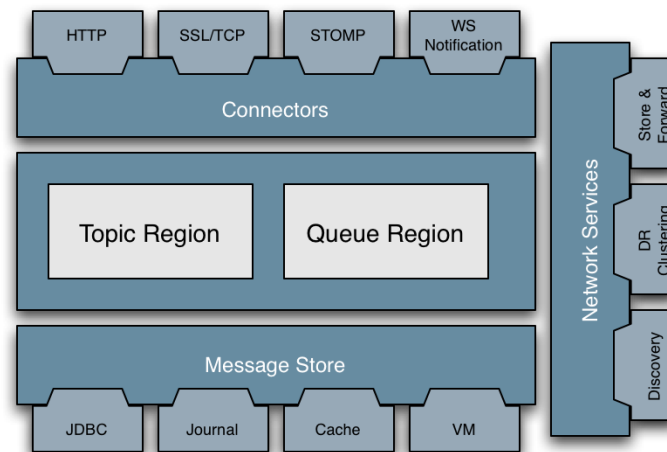 HTTP
SSL/TCP
STOMP
WS
Notification
Connectors
Topic Region
Queue Region
Message Store
JDBC
Journal
Cache
VM
Network Services
Store &
Forward
DR
Clustering
Discovery